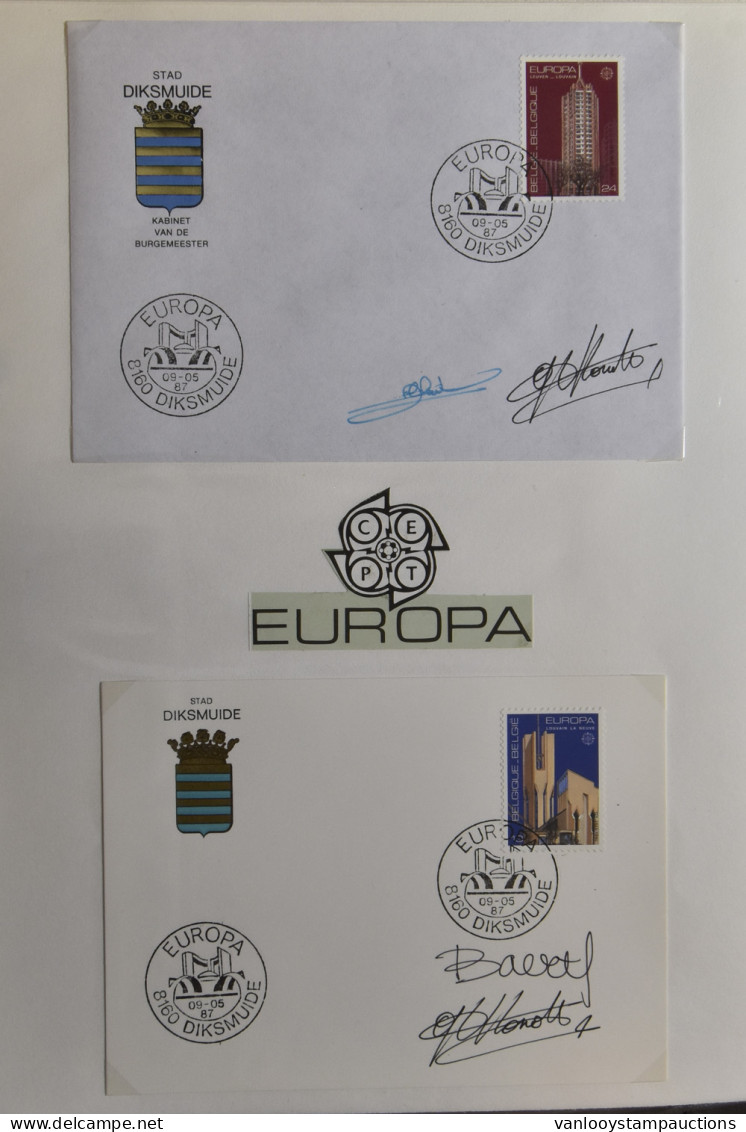 STAD
DIKSMUIDE
KABINET
VAN DE
BURGEMEESTER
EUROPA
LEUVEN - LOUVAIN
BELGIE-BELGIQUE
24
EUROPA
09-05
87
8160 DIKSMUIDE
EUROPA
09-05
87
8160 DIKSMUIDE
C E
P T
EUROPA
STAD
DIKSMUIDE
EUROPA
LOUVAIN LA NEUVE
BELGIQUE-BELGIE
EUROPA
09-05
87
8160 DIKSMUIDE
EUROPA
09-05
87
8160 DIKSMUIDE
www.delcampe.net
vanlooystampauctions